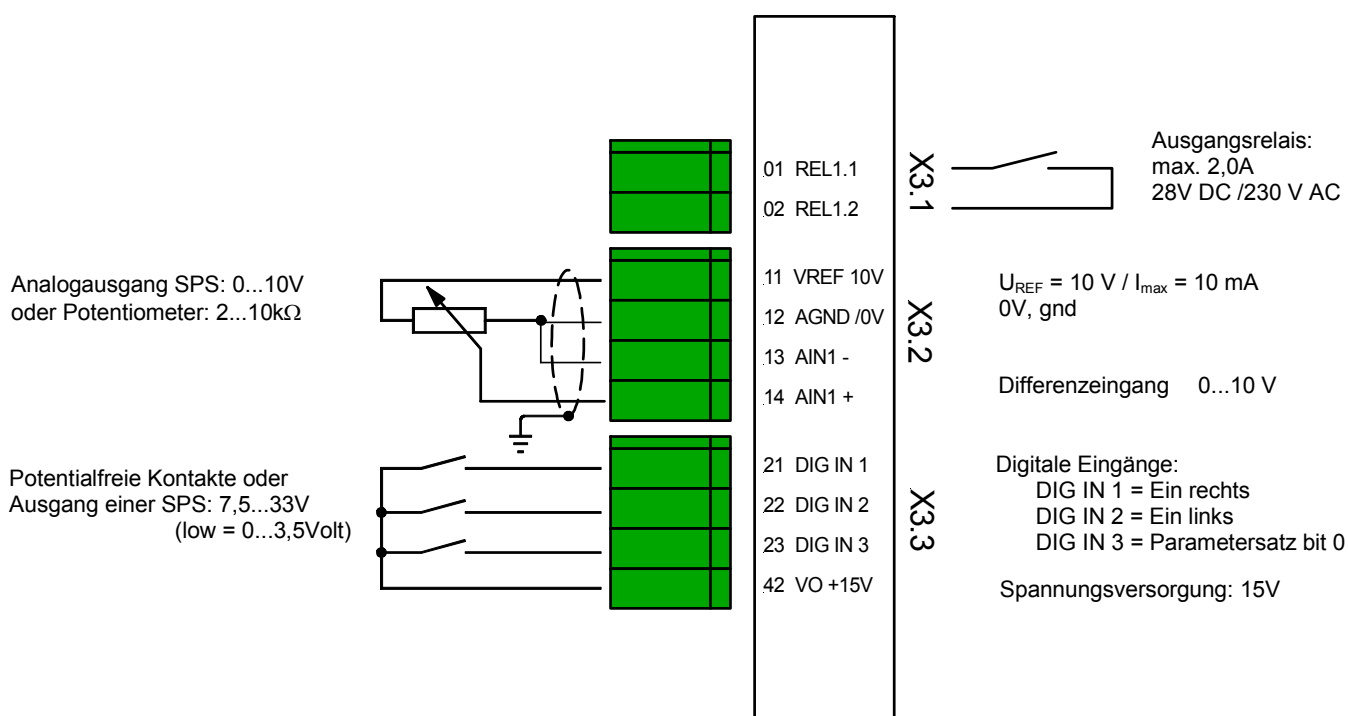 Analogausgang SPS: 0...10V
oder Potentiometer: 2...10kΩ
Potentialfreie Kontakte oder
Ausgang einer SPS: 7,5...33V
(low = 0...3,5Volt)
01 REL1.1
02 REL1.2
11 VREF 10V
12 AGND /0V
13 AIN1 -
14 AIN1 +
21 DIG IN 1
22 DIG IN 2
23 DIG IN 3
42 VO +15V
X3.1
X3.2
X3.3
Ausgangsrelais:
max. 2,0A
28V DC /230 V AC
UREF = 10 V / Imax = 10 mA
0V, gnd
Differenzeingang 0...10 V
Digitale Eingänge:
DIG IN 1 = Ein rechts
DIG IN 2 = Ein links
DIG IN 3 = Parametersatz bit 0
Spannungsversorgung: 15V